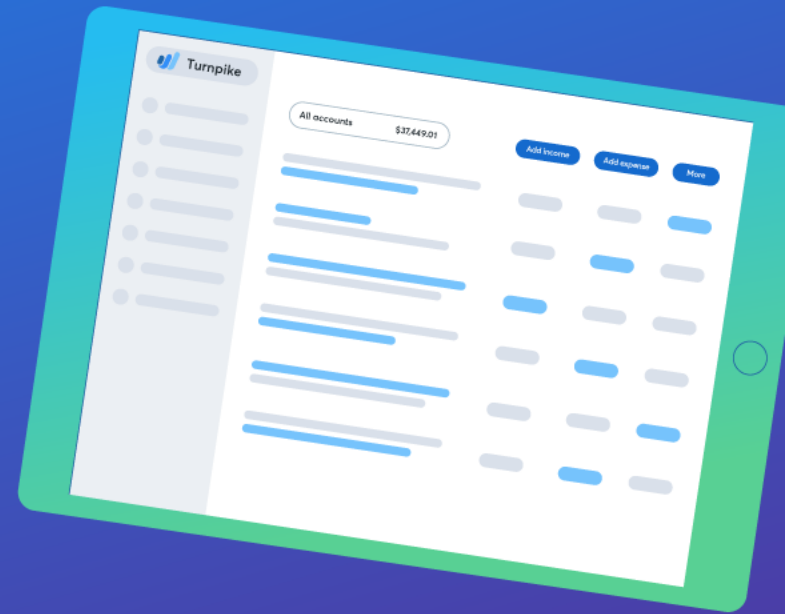 Turnpike
All accounts
$37,449.01
Add income
Add expense
More